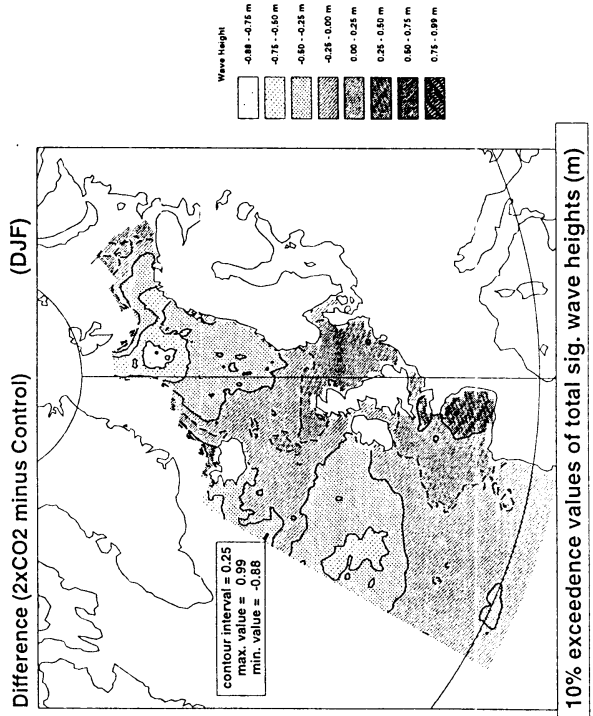 Difference (2xCO2 minus Control) (DJF)
contour interval = 0.25
max. value = 0.99
min. value = -0.88
10% exceedence values of total sig. wave heights (m)
Wave Height
-0.88 - -0.75 m
-0.75 - -0.50 m
-0.50 - -0.25 m
-0.25 - 0.00 m
0.00 - 0.25 m
0.25 - 0.50 m
0.50 - 0.75 m
0.75 - 0.99 m